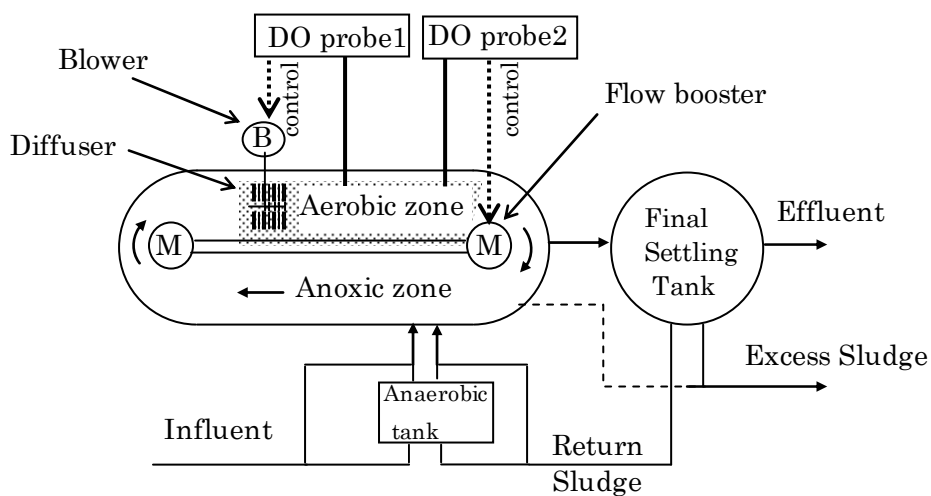 DO probe1
DO probe2
Blower
control
control
Flow booster
B
Diffuser
Aerobic zone
M
M
Final
Settling
Tank
Effluent
Anoxic zone
Excess Sludge
Anaerobic
tank
Influent
Return
Sludge